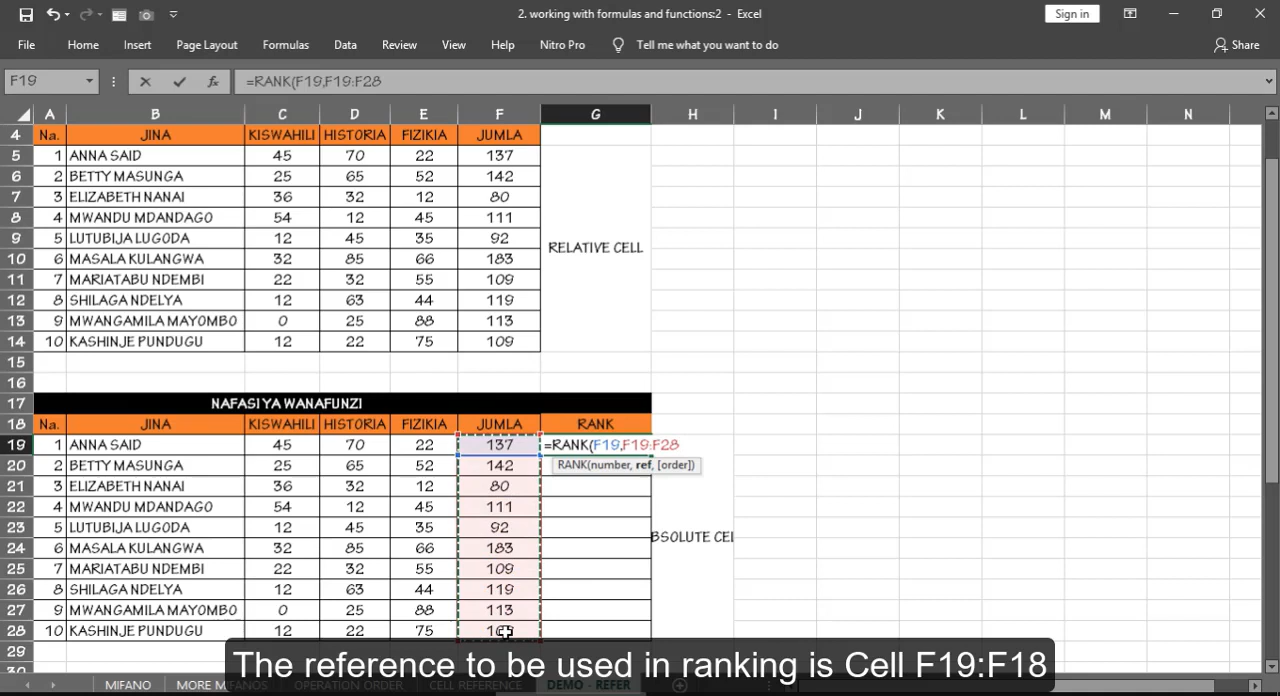 2. working with formulas and functions:2 - Excel
Sign in
File Home Insert Page Layout Formulas Data Review View Help Nitro Pro Tell me what you want to do Share
F19 fx =RANK(F19,F19:F28
A B C D E F G H I J K L M N
4 Na. JINA KISWAHILI HISTORIA FIZIKIA JUMLA
5 1 ANNA SAID 45 70 22 137
6 2 BETTY MASUNGA 25 65 52 142
7 3 ELIZABETH NANAI 36 32 12 80
8 4 MWANDU MDANDAGO 54 12 45 111
9 5 LUTUBIJA LUGODA 12 45 35 92
RELATIVE CELL
10 6 MASALA KULANGWA 32 85 66 183
11 7 MARIATABU NDEMBI 22 32 55 109
12 8 SHILAGA NDELYA 12 63 44 119
13 9 MWANGAMILA MAYOMBO 0 25 88 113
14 10 KASHINJE PUNDUGU 12 22 75 109
15
16
17 NAFASI YA WANAFUNZI
18 Na. JINA KISWAHILI HISTORIA FIZIKIA JUMLA RANK
19 1 ANNA SAID 45 70 22 137 =RANK(F19,F19:F28
20 2 BETTY MASUNGA 25 65 52 142 RANK(number, ref, [order])
21 3 ELIZABETH NANAI 36 32 12 80
22 4 MWANDU MDANDAGO 54 12 45 111
23 5 LUTUBIJA LUGODA 12 45 35 92
BSOLUTE CEL
24 6 MASALA KULANGWA 32 85 66 183
25 7 MARIATABU NDEMBI 22 32 55 109
26 8 SHILAGA NDELYA 12 63 44 119
27 9 MWANGAMILA MAYOMBO 0 25 88 113
28 10 KASHINJE PUNDUGU 12 22 75
29
The reference to be used in ranking is Cell F19:F18
MIFANO MORE MIFANOS OPERATION ORDER CELL REFERENCE DEMO - REFER